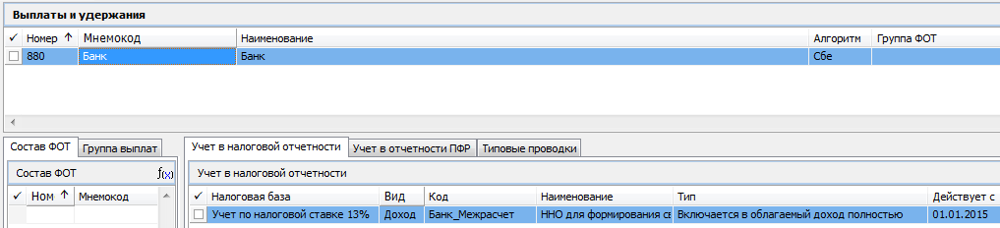 Выплаты и удержания
Номер Мнемокод Наименование Алгоритм Группа ФОТ
880 Банк Банк Сбе
Состав ФОТ Группа выплат Учет в налоговой отчетности Учет в отчетности ПФР Типовые проводки
Состав ФОТ f(x) Учет в налоговой отчетности
Ном Мнемокод Налоговая база Вид Код Наименование Тип Действует с
Учет по налоговой ставке 13% Доход Банк_Межрасчет ННО для формирования св Включается в облагаемый доход полностью 01.01.2015